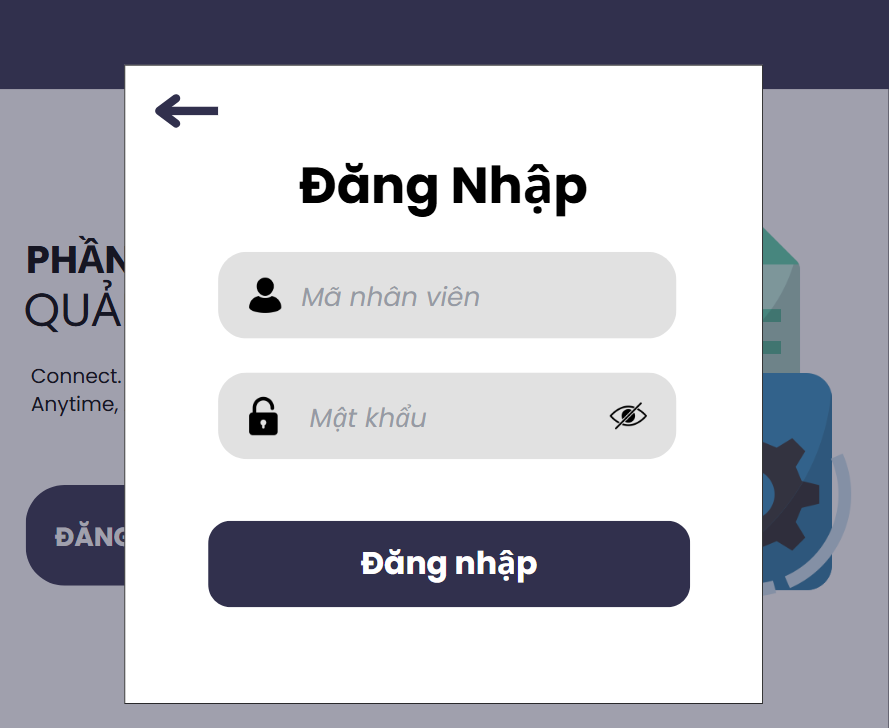 Đăng Nhập
PHẦN
QUẢ
Mã nhân viên
Connect.
Anytime,
Mật khẩu
ĐĂNG
Đăng nhập